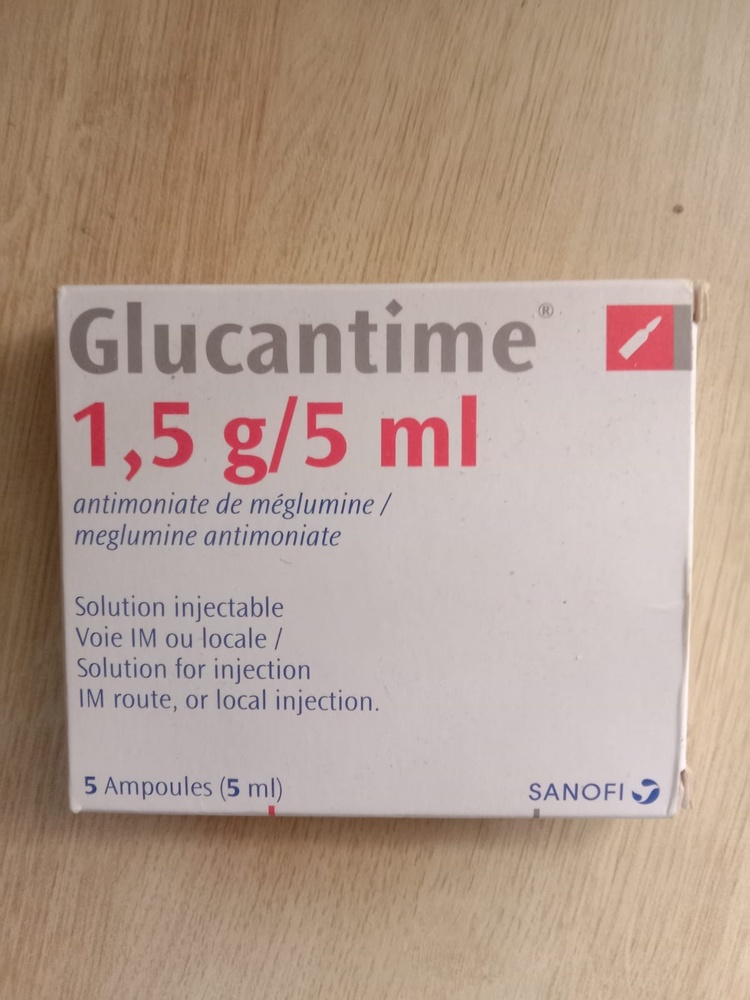 Glucantime®
1,5 g/5 ml
antimoniate de méglumine /
meglumine antimoniate
Solution injectable
Voie IM ou locale /
Solution for injection
IM route, or local injection.
5 Ampoules (5 ml)
SANOFI